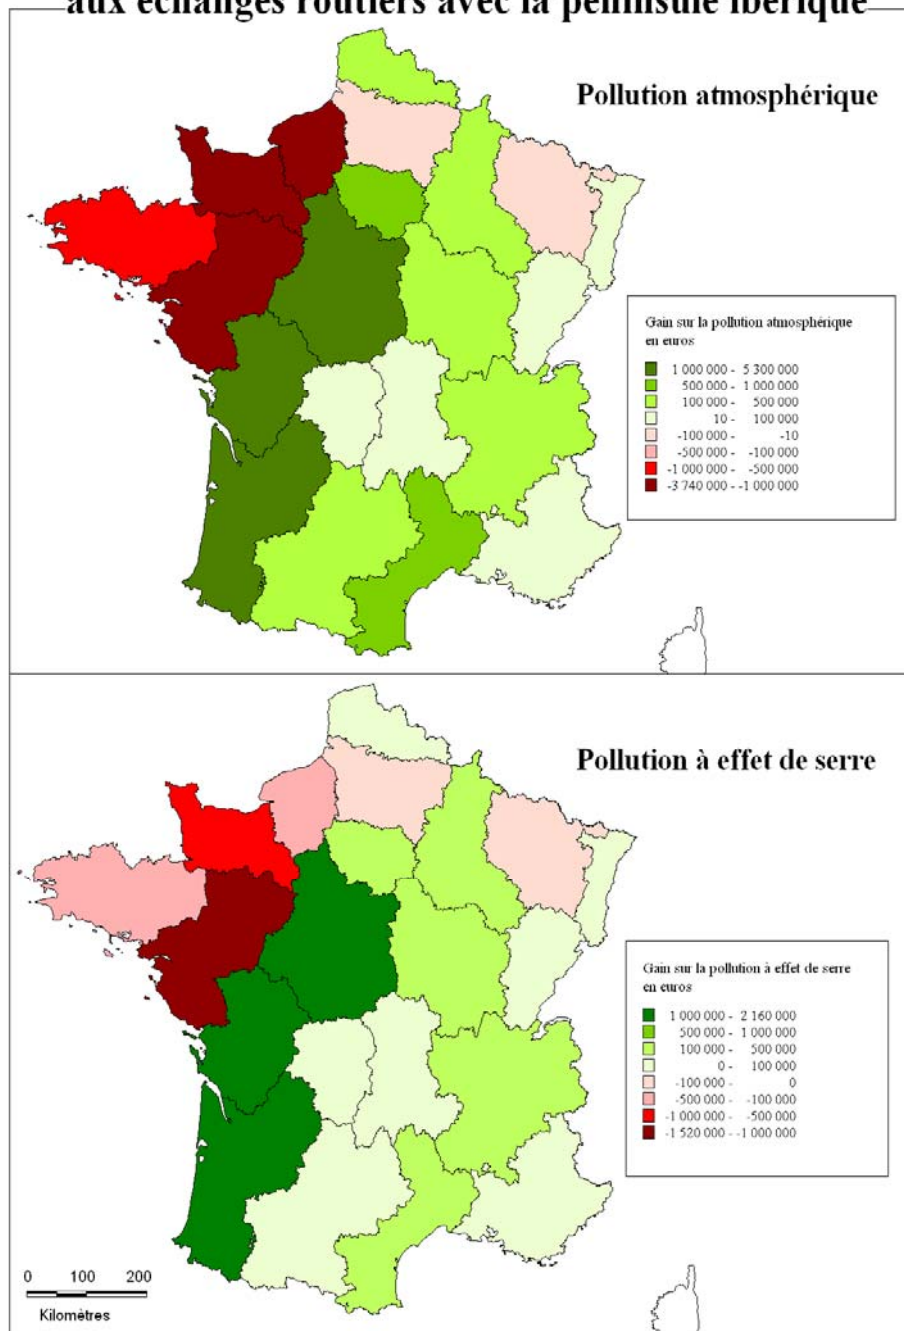 aux échanges routiers avec la péninsule ibérique
Pollution atmosphérique
Gain sur la pollution atmosphérique
en euros
1 000 000 - 5 300 000
500 000 - 1 000 000
100 000 - 500 000
10 - 100 000
-100 000 - -10
-500 000 - -100 000
-1 000 000 - -500 000
-3 740 000 - -1 000 000
Pollution à effet de serre
Gain sur la pollution à effet de serre
en euros
1 000 000 - 2 160 000
500 000 - 1 000 000
100 000 - 500 000
0 - 100 000
-100 000 - 0
-500 000 - -100 000
-1 000 000 - -500 000
-1 520 000 - -1 000 000
0 100 200
Kilomètres